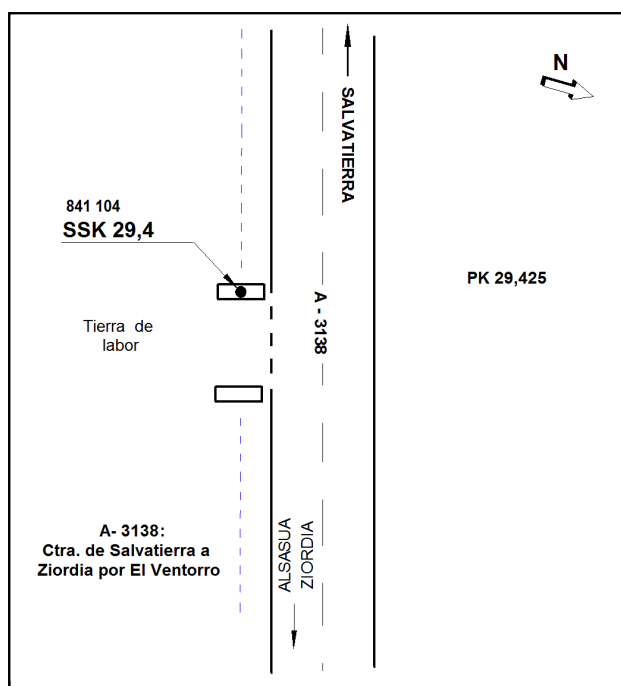 N
SALVATIERRA
841 104
SSK 29,4
PK 29,425
A - 3138
Tierra de
labor
A- 3138:
Ctra. de Salvatierra a
Ziordia por El Ventorro
ALSASUA
ZIORDIA